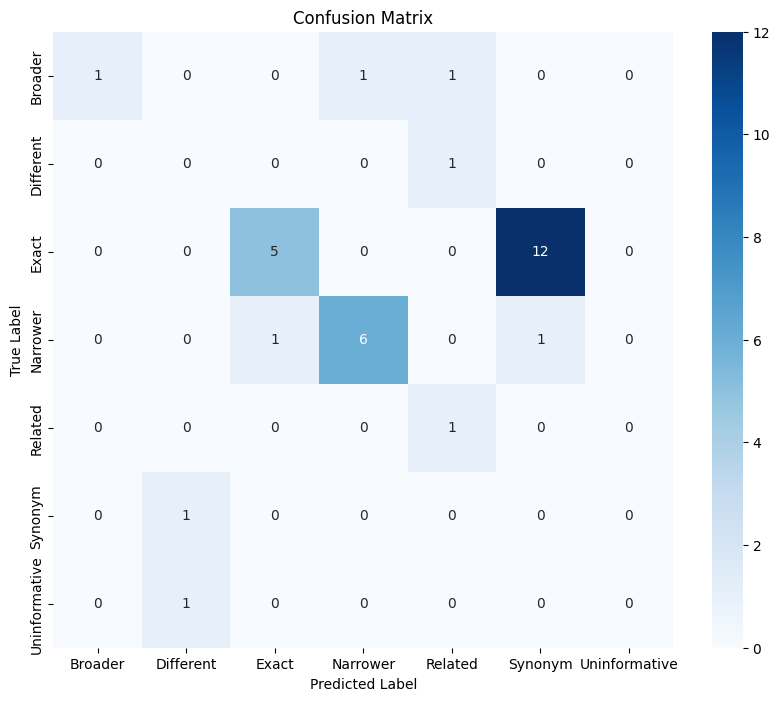 Confusion Matrix
True Label
Broader 1 0 0 1 1 0 0
Different 0 0 0 0 1 0 0
Exact 0 0 5 0 0 12 0
Narrower 0 0 1 6 0 1 0
Related 0 0 0 0 1 0 0
Synonym 0 1 0 0 0 0 0
Uninformative 0 1 0 0 0 0 0
Broader Different Exact Narrower Related Synonym Uninformative
Predicted Label
12
10
8
6
4
2
0